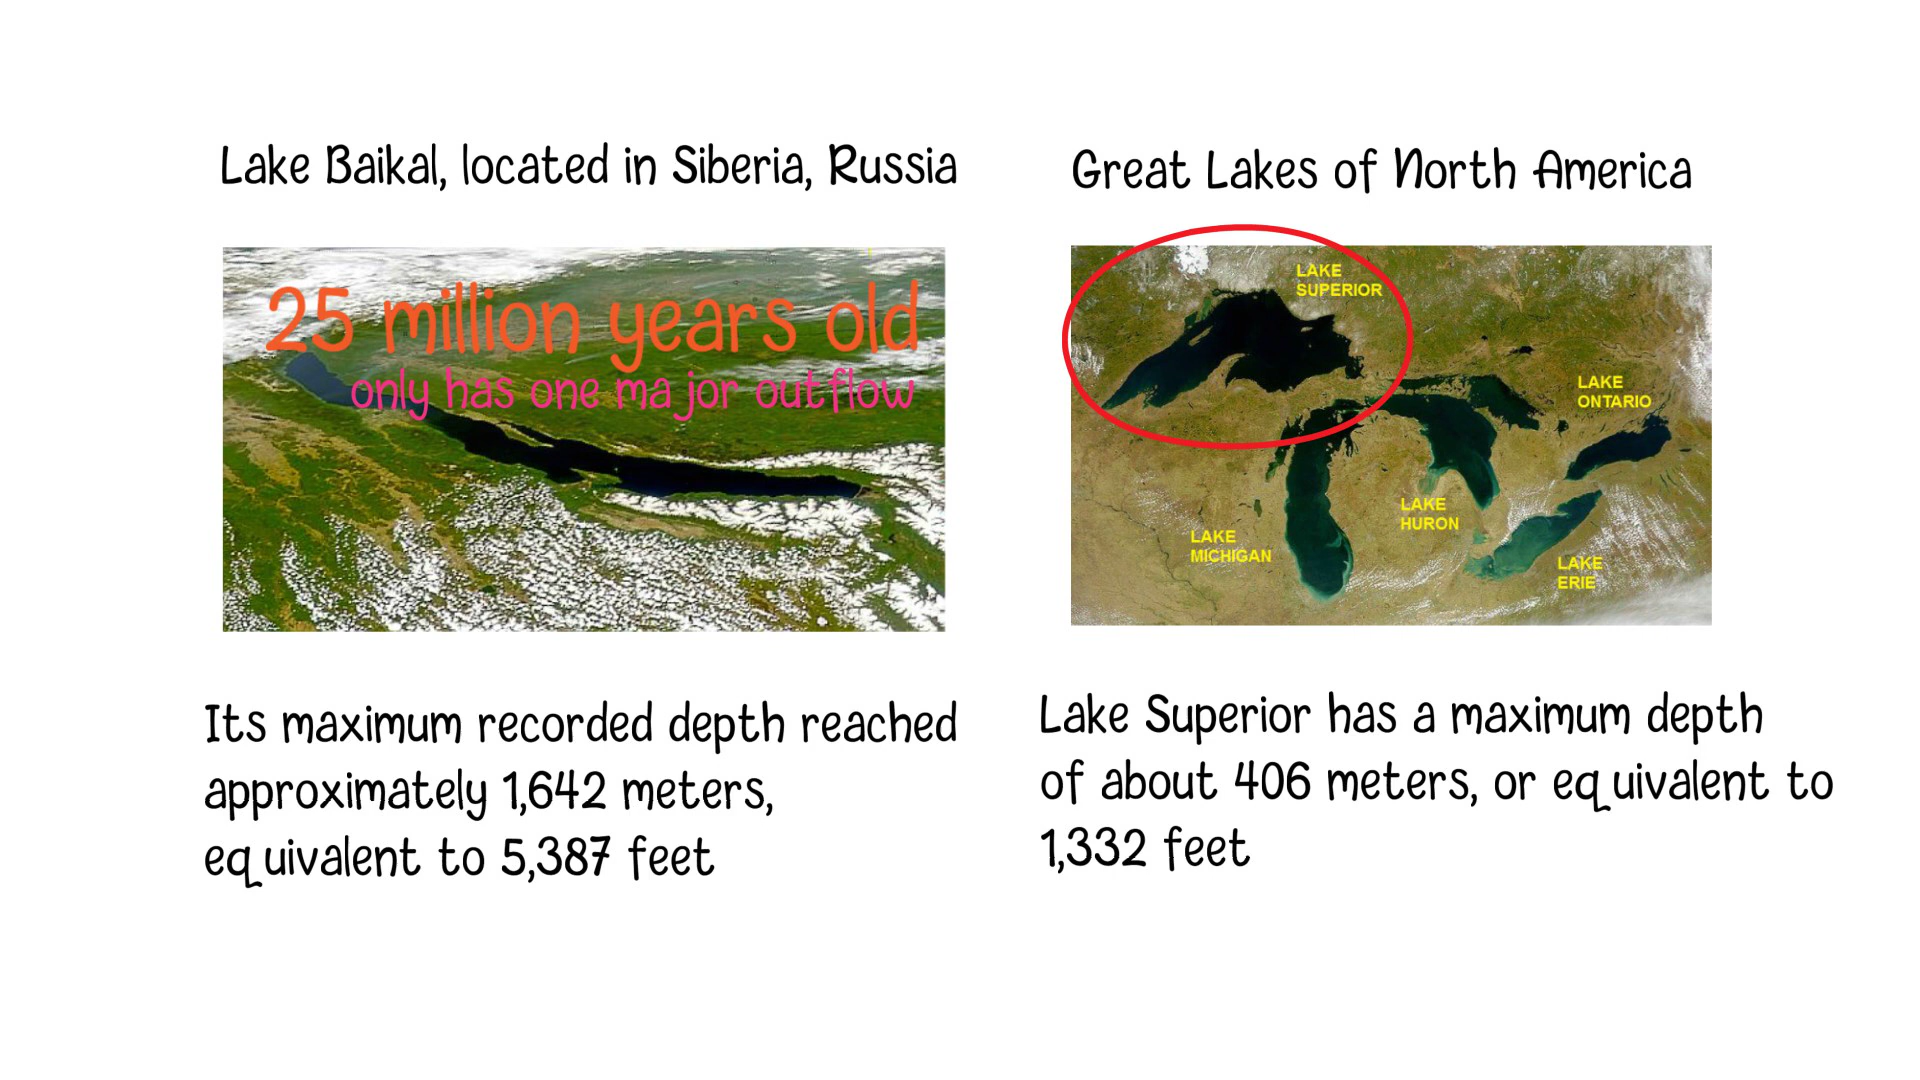 Lake Baikal, located in Siberia, Russia
25 million years old
only has one major outflow
Its maximum recorded depth reached
approximately 1,642 meters,
equivalent to 5,387 feet
Great Lakes of North America
LAKE
SUPERIOR
LAKE
ONTARIO
LAKE
HURON
LAKE
MICHIGAN
LAKE
ERIE
Lake Superior has a maximum depth
of about 406 meters, or equivalent to
1,332 feet